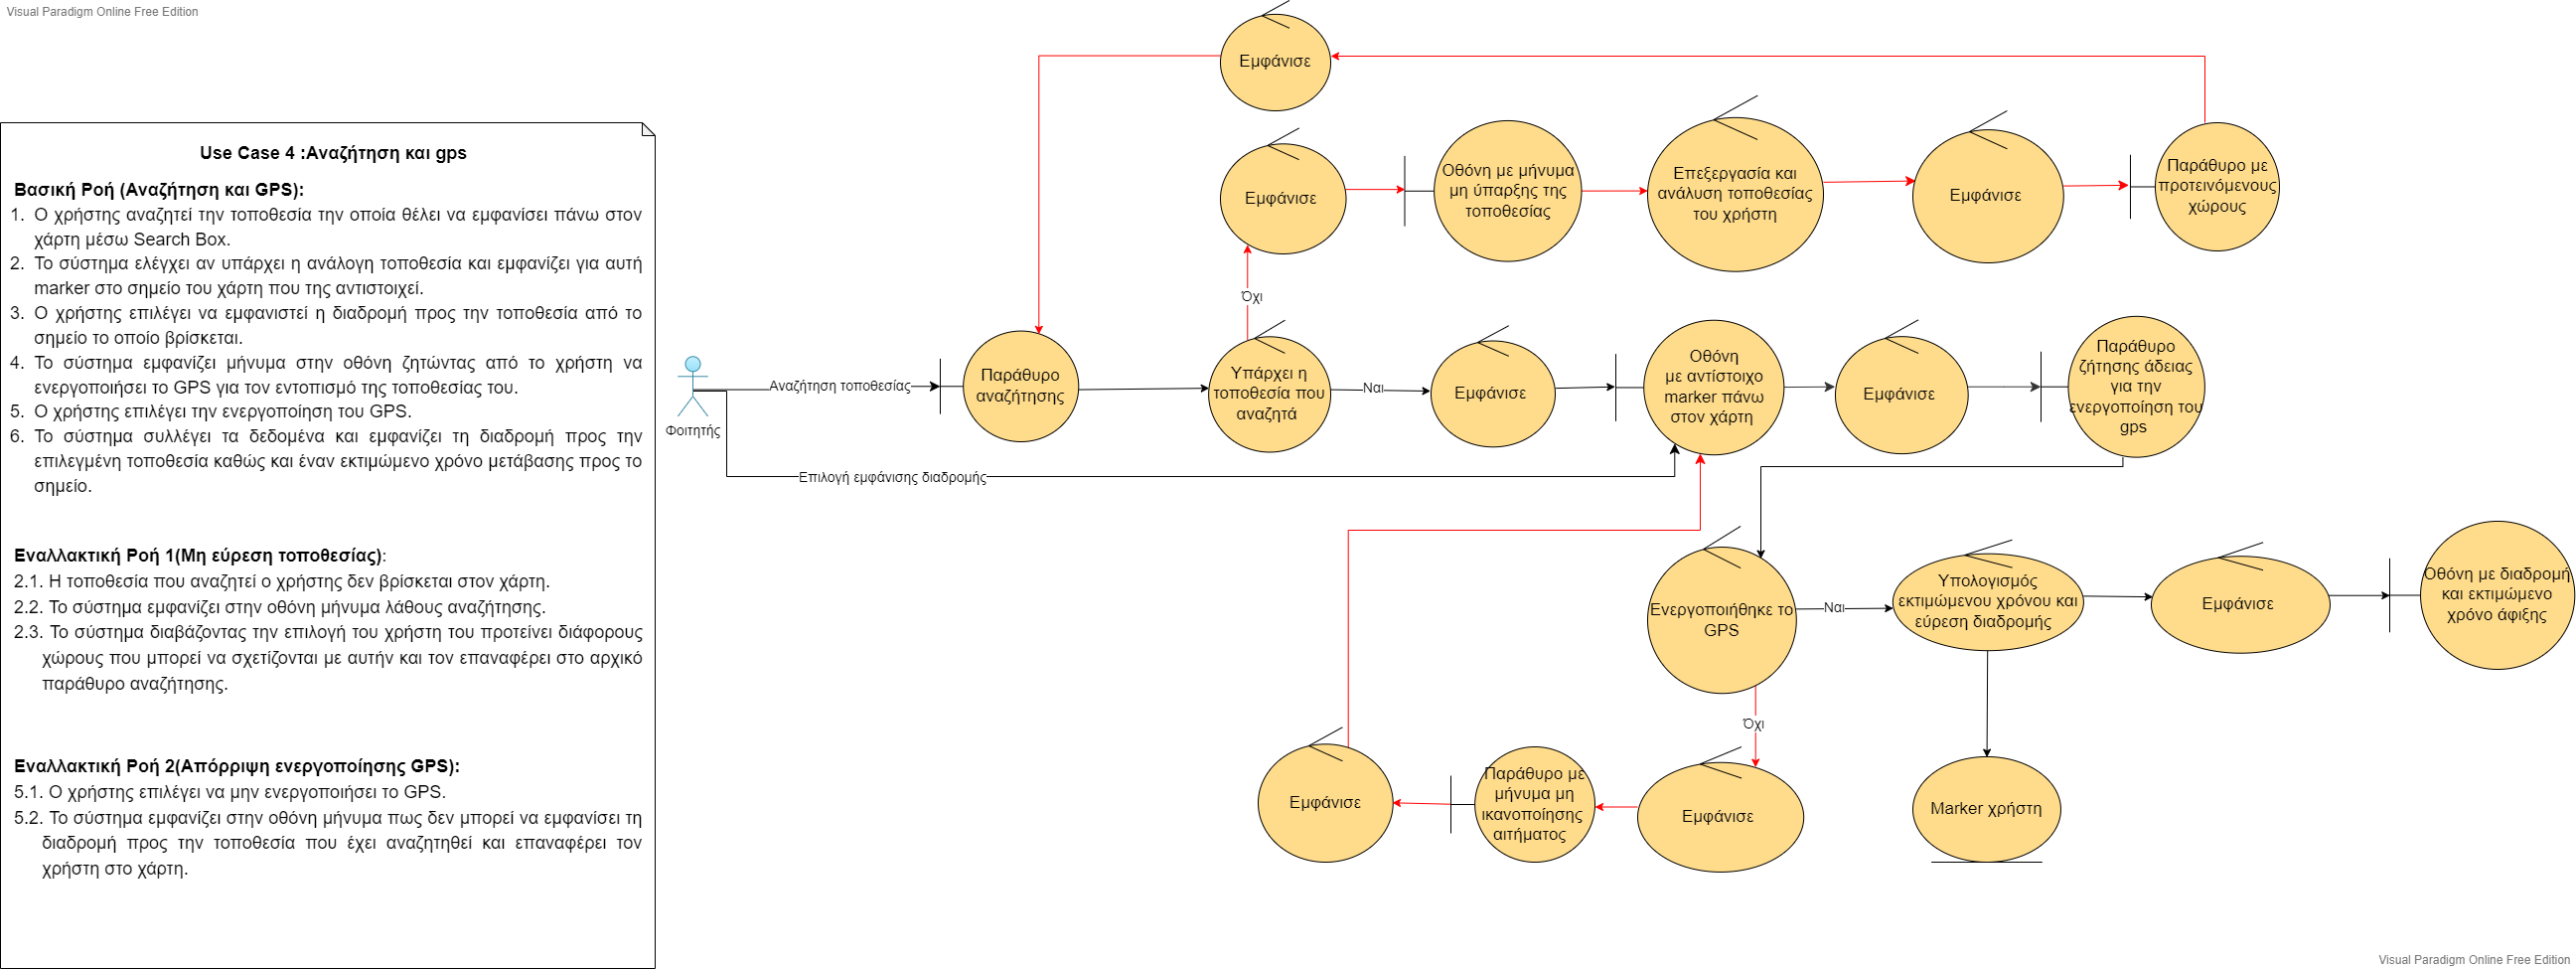 Visual Paradigm Online Free Edition
Use Case 4 :Αναζήτηση και gps
Βασική Ροή (Αναζήτηση και GPS):
1. Ο χρήστης αναζητεί την τοποθεσία την οποία θέλει να εμφανίσει πάνω στον
χάρτη μέσω Search Box.
2. Το σύστημα ελέγχει αν υπάρχει η ανάλογη τοποθεσία και εμφανίζει για αυτή
marker στο σημείο του χάρτη που της αντιστοιχεί.
3. Ο χρήστης επιλέγει να εμφανιστεί η διαδρομή προς την τοποθεσία από το
σημείο το οποίο βρίσκεται.
4. Το σύστημα εμφανίζει μήνυμα στην οθόνη ζητώντας από το χρήστη να
ενεργοποιήσει το GPS για τον εντοπισμό της τοποθεσίας του.
5. Ο χρήστης επιλέγει την ενεργοποίηση του GPS.
6. Το σύστημα συλλέγει τα δεδομένα και εμφανίζει τη διαδρομή προς την
επιλεγμένη τοποθεσία καθώς και έναν εκτιμώμενο χρόνο μετάβασης προς το
σημείο.
Εναλλακτική Ροή 1(Μη εύρεση τοποθεσίας):
2.1. Η τοποθεσία που αναζητεί ο χρήστης δεν βρίσκεται στον χάρτη.
2.2. Το σύστημα εμφανίζει στην οθόνη μήνυμα λάθους αναζήτησης.
2.3. Το σύστημα διαβάζοντας την επιλογή του χρήστη του προτείνει διάφορους
χώρους που μπορεί να σχετίζονται με αυτήν και τον επαναφέρει στο αρχικό
παράθυρο αναζήτησης.
Εναλλακτική Ροή 2(Απόρριψη ενεργοποίησης GPS):
5.1. Ο χρήστης επιλέγει να μην ενεργοποιήσει το GPS.
5.2. Το σύστημα εμφανίζει στην οθόνη μήνυμα πως δεν μπορεί να εμφανίσει τη
διαδρομή προς την τοποθεσία που έχει αναζητηθεί και επαναφέρει τον
χρήστη στο χάρτη.
Εμφάνισε
Εμφάνισε
Οθόνη με μήνυμα
μη ύπαρξης της
τοποθεσίας
Επεξεργασία και
ανάλυση τοποθεσίας
του χρήστη
Εμφάνισε
Παράθυρο με
προτεινόμενους
χώρους
Όχι
Φοιτητής
Αναζήτηση τοποθεσίας
Παράθυρο
αναζήτησης
Υπάρχει η
τοποθεσία που
αναζητά
Ναι
Εμφάνισε
Οθόνη
με αντίστοιχο
marker πάνω
στον χάρτη
Εμφάνισε
Παράθυρο
ζήτησης άδειας
για την
ενεργοποίηση του
gps
Επιλογή εμφάνισης διαδρομής
Ενεργοποιήθηκε το
GPS
Ναι
Υπολογισμός
εκτιμώμενου χρόνου και
εύρεση διαδρομής
Εμφάνισε
Οθόνη με διαδρομή
και εκτιμώμενο
χρόνο άφιξης
Όχι
Εμφάνισε
Παράθυρο με
μήνυμα μη
ικανοποίησης
αιτήματος
Εμφάνισε
Marker χρήστη
Visual Paradigm Online Free Edition